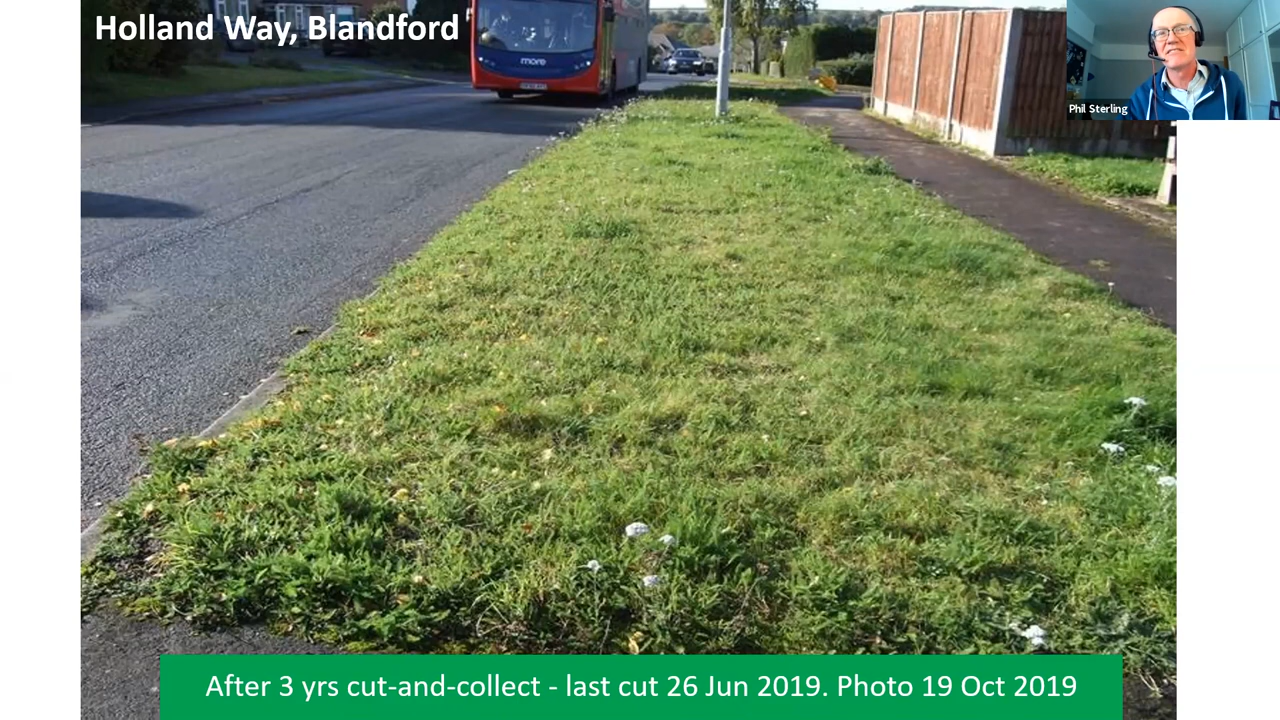 Holland Way, Blandford
more
Phil Sterling
After 3 yrs cut-and-collect - last cut 26 Jun 2019. Photo 19 Oct 2019